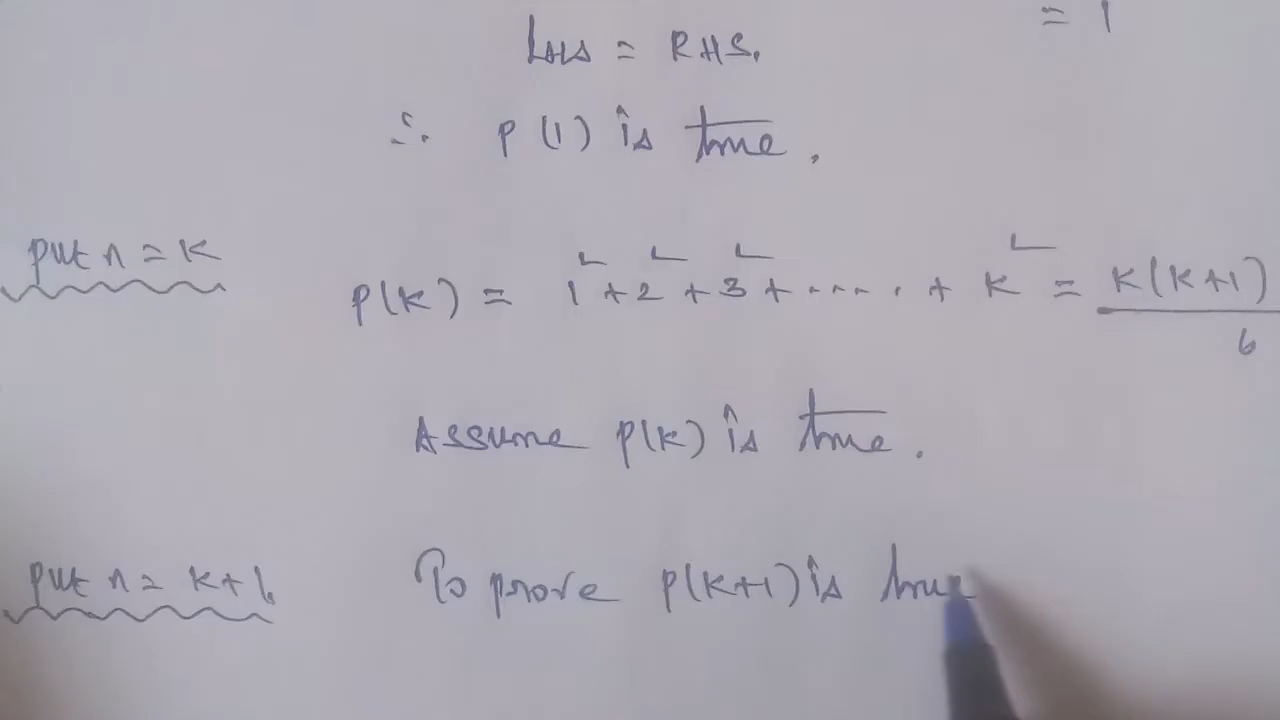 = 1
LHS = RHS.
∴ P(1) is true.
put n = k
P(k) = 1² + 2² + 3² + ..... + k² = k(k+1)/6
Assume P(k) is true.
put n = k+1.
To prove P(k+1) is true